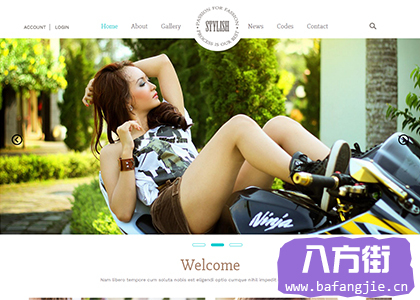 ACCOUNT | LOGIN
Home About Gallery
FASHION FOR FASHION
STYLISH
PROCESS IS OUR BEST
News Codes Contact
Ninja
Welcome
Nam libero tempore cum soluta nobis est eligendi optio cumque nihil impedit
八方街
www.bafangjie.cn